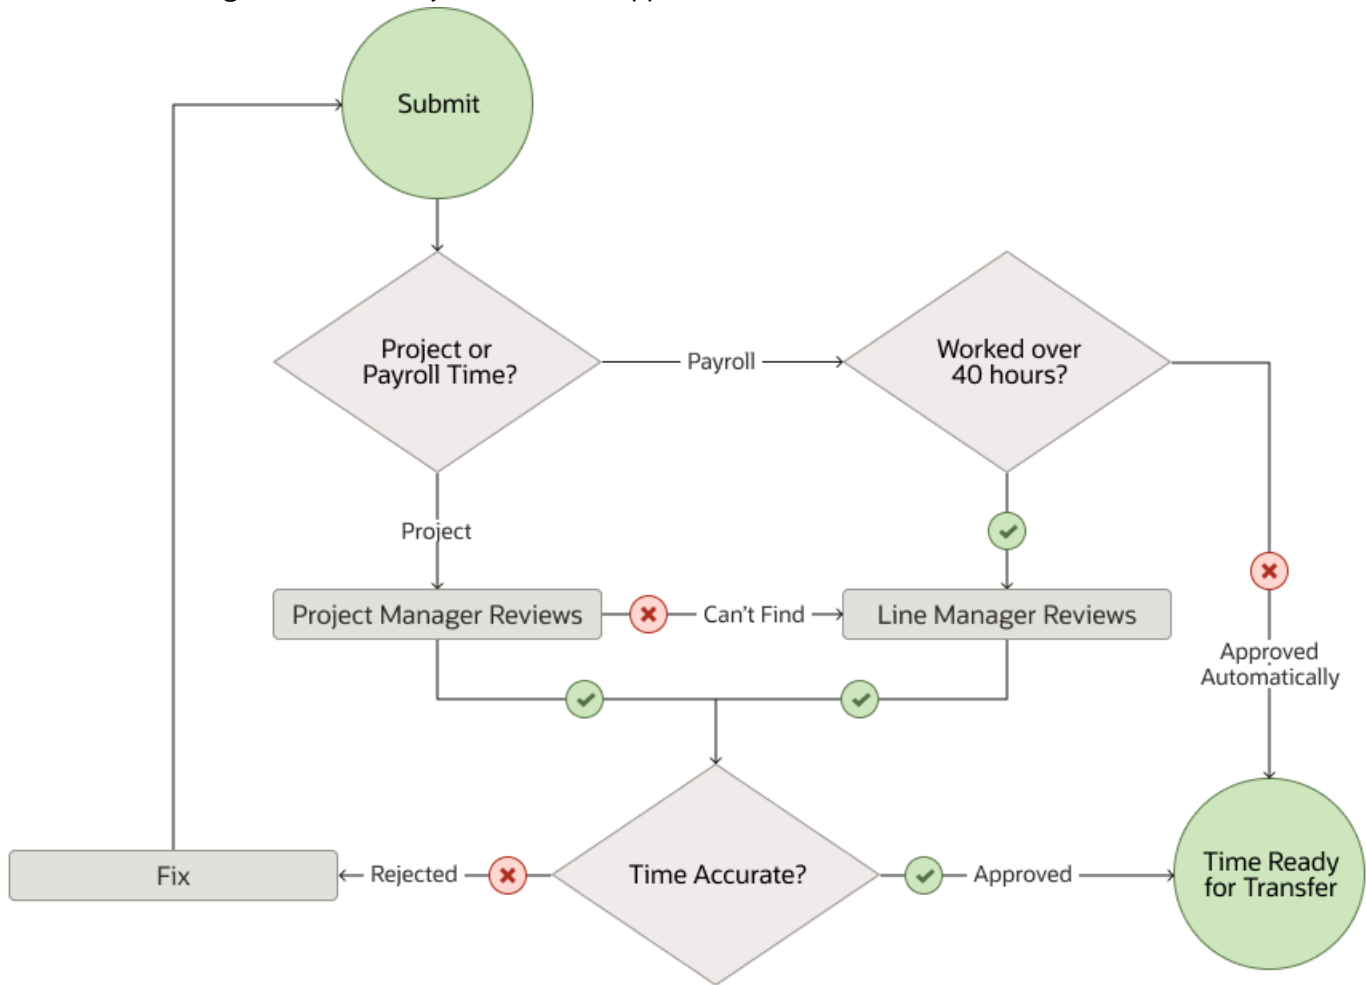 Submit
Project or
Payroll Time?
Payroll
Worked over
40 hours?
Project
Project Manager Reviews
Can't Find
Line Manager Reviews
Approved
Automatically
Fix
Rejected
Time Accurate?
Approved
Time Ready
for Transfer